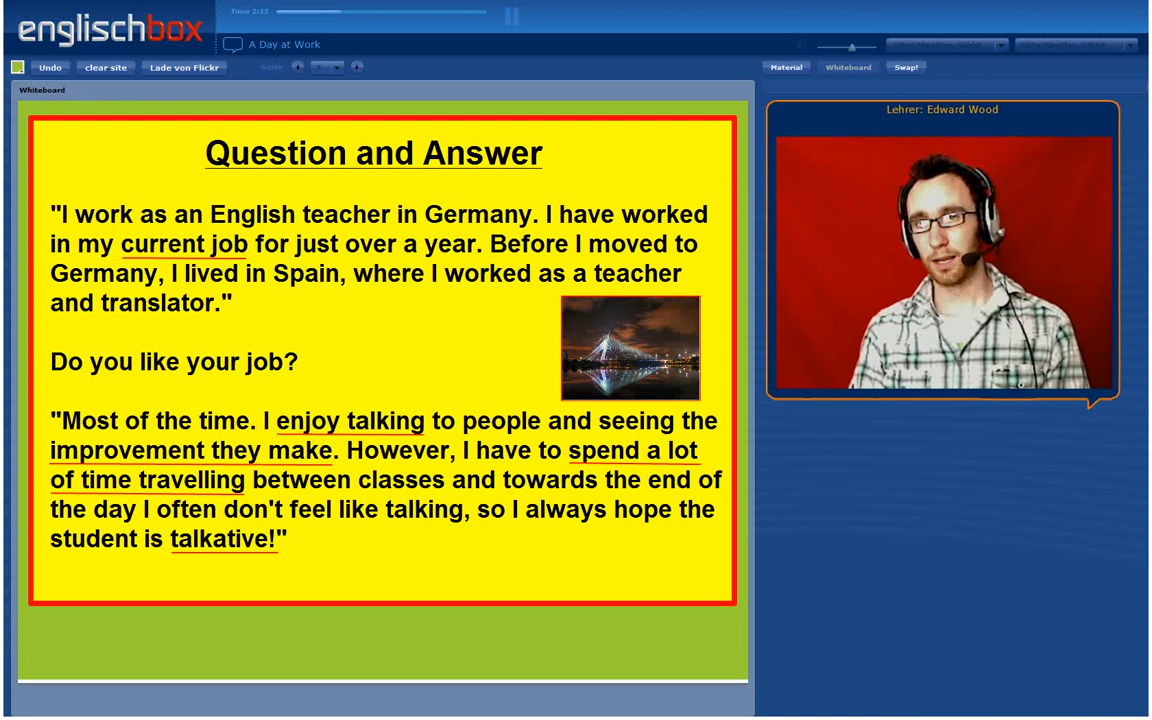 englischbox
Time 2:12
A Day at Work
Undo
clear site
Lade von Flickr
Seite
Material
Whiteboard
Swap!
Whiteboard
Question and Answer
"I work as an English teacher in Germany. I have worked
in my current job for just over a year. Before I moved to
Germany, I lived in Spain, where I worked as a teacher
and translator."
Do you like your job?
"Most of the time. I enjoy talking to people and seeing the
improvement they make. However, I have to spend a lot
of time travelling between classes and towards the end of
the day I often don't feel like talking, so I always hope the
student is talkative!"
Lehrer: Edward Wood